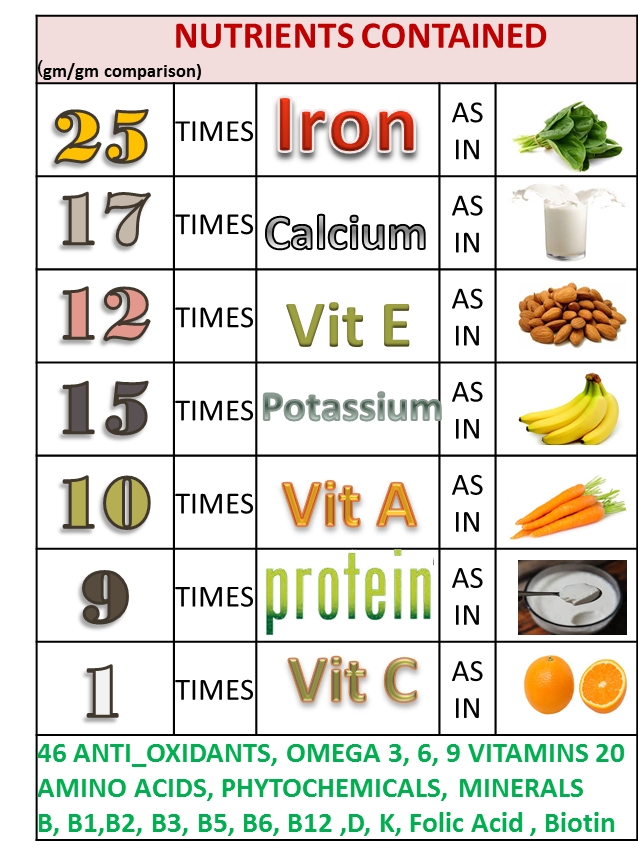 NUTRIENTS CONTAINED
(gm/gm comparison)
25 TIMES Iron AS IN
17 TIMES Calcium AS IN
12 TIMES Vit E AS IN
15 TIMES Potassium AS IN
10 TIMES Vit A AS IN
9 TIMES protein AS IN
1 TIMES Vit C AS IN
46 ANTI_OXIDANTS, OMEGA 3, 6, 9 VITAMINS 20
AMINO ACIDS, PHYTOCHEMICALS, MINERALS
B, B1,B2, B3, B5, B6, B12 ,D, K, Folic Acid , Biotin